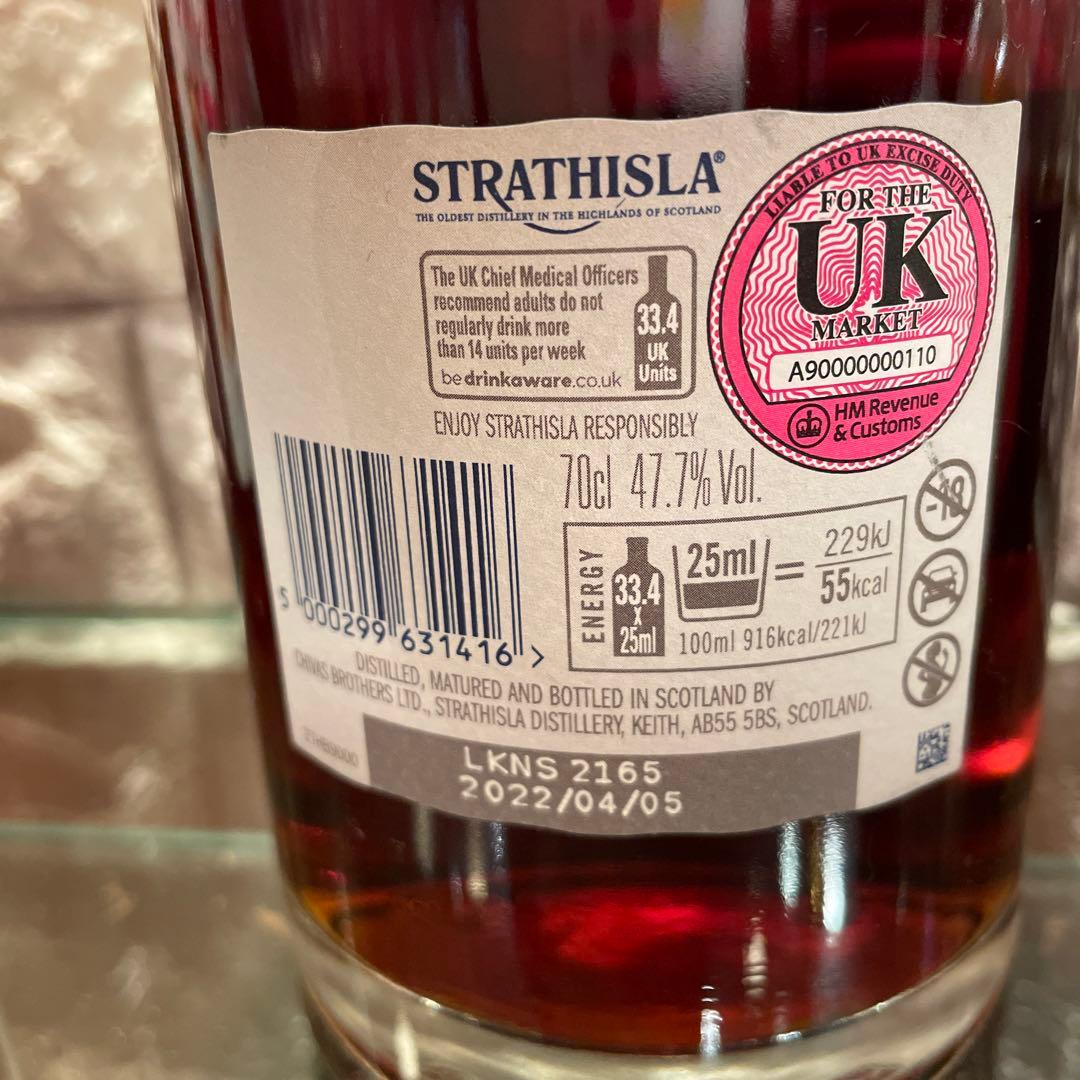 STRATHISLA®
THE OLDEST DISTILLERY IN THE HIGHLANDS OF SCOTLAND
The UK Chief Medical Officers
recommend adults do not
regularly drink more
than 14 units per week
bedrinkaware.co.uk
33.4
UK
Units
LIABLE TO UK EXCISE DUTY
FOR THE
UK
MARKET
A90000000110
HM Revenue
& Customs
ENJOY STRATHISLA RESPONSIBLY
70cl 47.7% Vol.
-18
ENERGY
33.4
x
25ml
25ml
=
229kJ
55kcal
100ml 916kcal/221kJ
5 000299 631416 >
DISTILLED, MATURED AND BOTTLED IN SCOTLAND BY
CHIVAS BROTHERS LTD., STRATHISLA DISTILLERY, KEITH, AB55 5BS, SCOTLAND.
LKNS 2165
2022/04/05